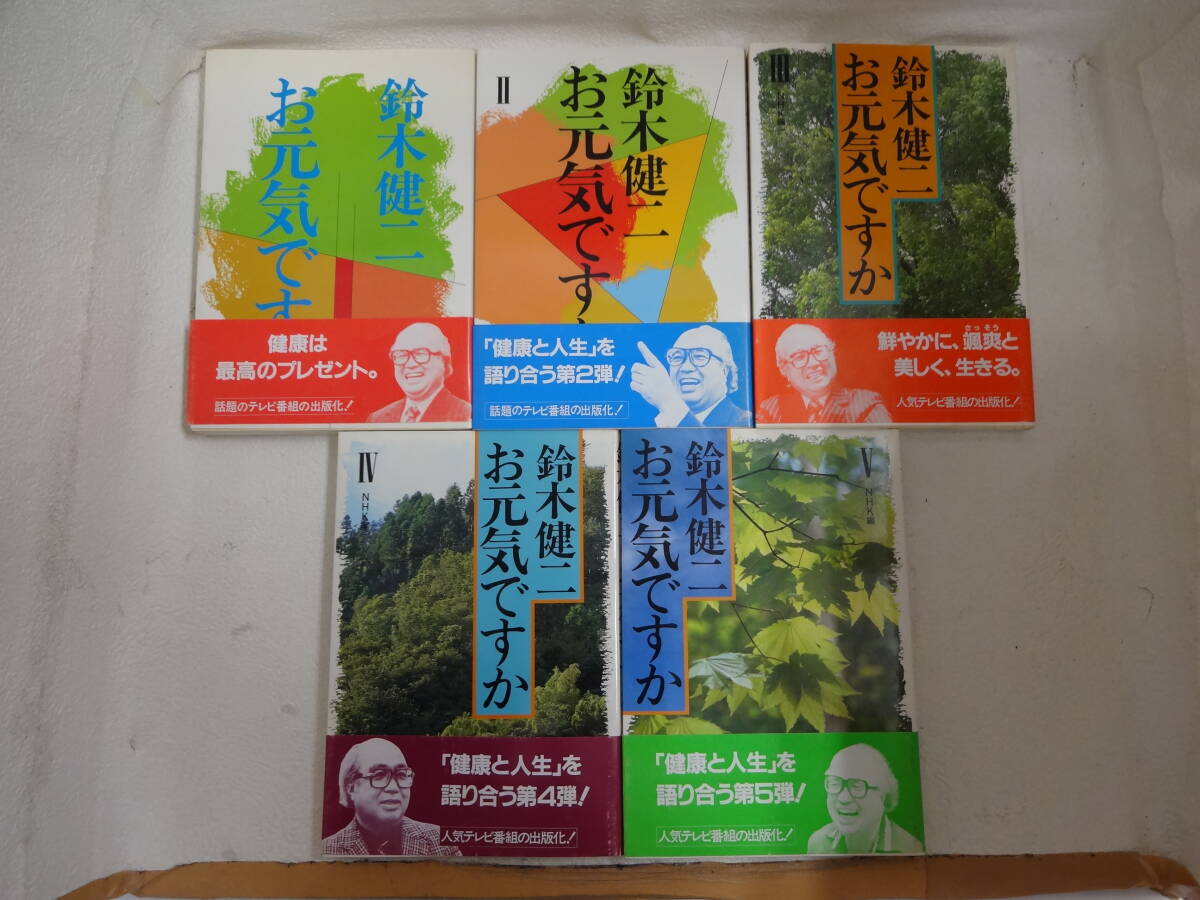 鈴木健二
お元気です
健康は
最高のプレゼント。
話題のテレビ番組の出版化!
II
鈴木健二
お元気です
「健康と人生」を
語り合う第2弾!
話題のテレビ番組の出版化!
III
鈴木健二
お元気ですか
さっそう
鮮やかに、颯爽と
美しく、生きる。
人気テレビ番組の出版化!
IV
NHK
鈴木健二
お元気ですか
「健康と人生」を
語り合う第4弾!
人気テレビ番組の出版化!
V
NHK編
鈴木健二
お元気ですか
「健康と人生」を
語り合う第5弾!
人気テレビ番組の出版化!